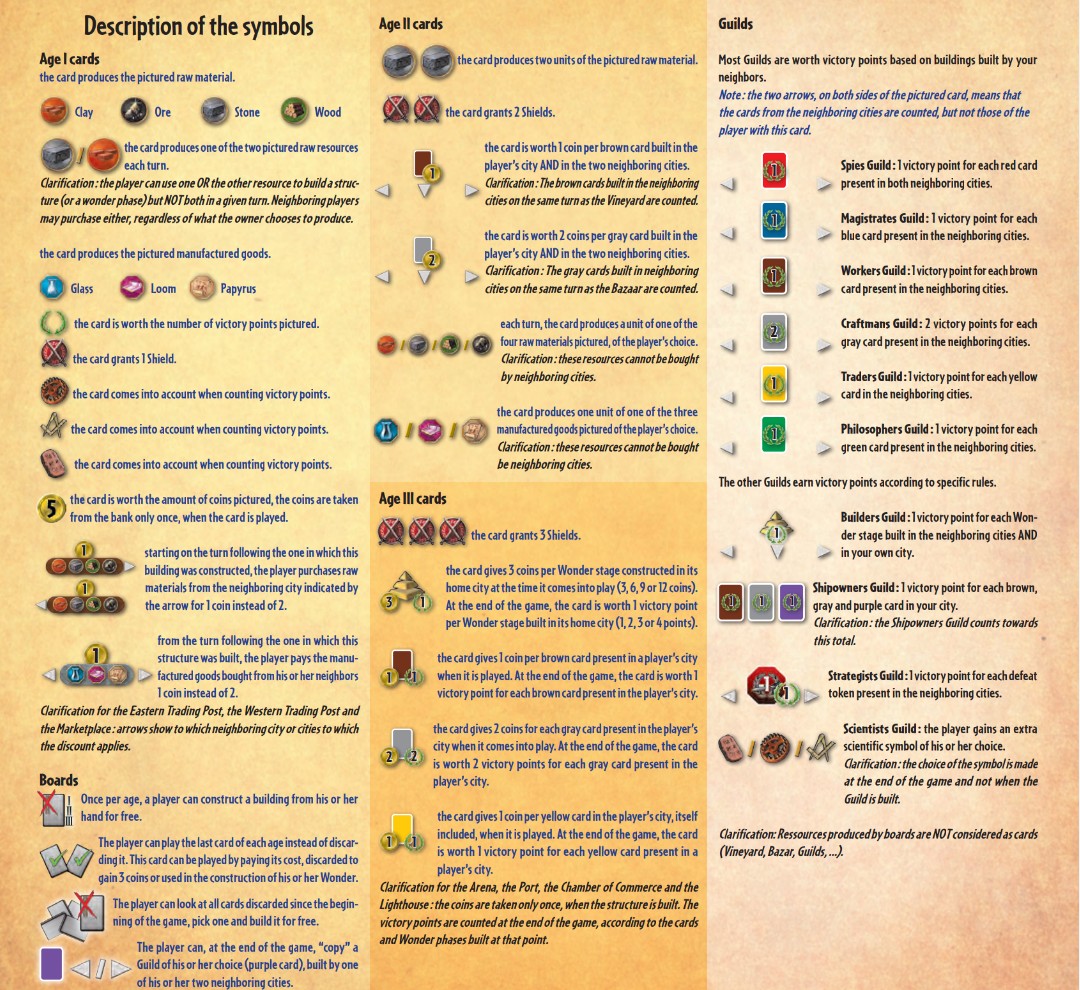 Description of the symbols
Age I cards
the card produces the pictured raw material.
Clay
Ore
Stone
Wood
/
the card produces one of the two pictured raw resources
each turn.
Clarification : the player can use one OR the other resource to build a struc-
ture (or a wonder phase) but NOT both in a given turn. Neighboring players
may purchase either, regardless of what the owner chooses to produce.
the card produces the pictured manufactured goods.
Glass
Loom
Papyrus
the card is worth the number of victory points pictured.
the card grants 1 Shield.
the card comes into account when counting victory points.
the card comes into account when counting victory points.
the card comes into account when counting victory points.
5
the card is worth the amount of coins pictured, the coins are taken
from the bank only once, when the card is played.
1
1
starting on the turn following the one in which this
building was constructed, the player purchases raw
materials from the neighboring city indicated by
the arrow for 1 coin instead of 2.
1
from the turn following the one in which this
structure was built, the player pays the manu-
factured goods bought from his or her neighbors
1 coin instead of 2.
Clarification for the Eastern Trading Post, the Western Trading Post and
the Marketplace : arrows show to which neighboring city or cities to which
the discount applies.
Boards
Once per age, a player can construct a building from his or her
hand for free.
The player can play the last card of each age instead of discar-
ding it. This card can be played by paying its cost, discarded to
gain 3 coins or used in the construction of his or her Wonder.
The player can look at all cards discarded since the begin-
ning of the game, pick one and build it for free.
/
The player can, at the end of the game, “copy” a
Guild of his or her choice (purple card), built by one
of his or her two neighboring cities.
Age II cards
the card produces two units of the pictured raw material.
the card grants 2 Shields.
1
the card is worth 1 coin per brown card built in the
player's city AND in the two neighboring cities.
Clarification : The brown cards built in the neighboring
cities on the same turn as the Vineyard are counted.
2
the card is worth 2 coins per gray card built in the
player's city AND in the two neighboring cities.
Clarification : The gray cards built in neighboring
cities on the same turn as the Bazaar are counted.
/ / /
each turn, the card produces a unit of one of the
four raw materials pictured, of the player's choice.
Clarification : these resources cannot be bought
by neighboring cities.
/ /
the card produces one unit of one of the three
manufactured goods pictured of the player's choice.
Clarification : these resources cannot be bought
be neighboring cities.
Age III cards
the card grants 3 Shields.
3 1
the card gives 3 coins per Wonder stage constructed in its
home city at the time it comes into play (3, 6, 9 or 12 coins).
At the end of the game, the card is worth 1 victory point
per Wonder stage built in its home city (1, 2, 3 or 4 points).
1 1
the card gives 1 coin per brown card present in a player's city
when it is played. At the end of the game, the card is worth 1
victory point for each brown card present in the player's city.
2 2
the card gives 2 coins for each gray card present in the player's
city when it comes into play. At the end of the game, the card
is worth 2 victory points for each gray card present in the
player's city.
1 1
the card gives 1 coin per yellow card in the player's city, itself
included, when it is played. At the end of the game, the card
is worth 1 victory point for each yellow card present in a
player's city.
Clarification for the Arena, the Port, the Chamber of Commerce and the
Lighthouse : the coins are taken only once, when the structure is built. The
victory points are counted at the end of the game, according to the cards
and Wonder phases built at that point.
Guilds
Most Guilds are worth victory points based on buildings built by your
neighbors.
Note : the two arrows, on both sides of the pictured card, means that
the cards from the neighboring cities are counted, but not those of the
player with this card.
1
Spies Guild : 1 victory point for each red card
present in both neighboring cities.
1
Magistrates Guild : 1 victory point for each
blue card present in the neighboring cities.
1
Workers Guild : 1 victory point for each brown
card present in the neighboring cities.
2
Craftmans Guild : 2 victory points for each
gray card present in the neighboring cities.
1
Traders Guild : 1 victory point for each yellow
card in the neighboring cities.
1
Philosophers Guild : 1 victory point for each
green card present in the neighboring cities.
The other Guilds earn victory points according to specific rules.
1
Builders Guild : 1 victory point for each Won-
der stage built in the neighboring cities AND
in your own city.
1 1 1
Shipowners Guild : 1 victory point for each brown,
gray and purple card in your city.
Clarification : the Shipowners Guild counts towards
this total.
-1 1
Strategists Guild : 1 victory point for each defeat
token present in the neighboring cities.
/ /
Scientists Guild : the player gains an extra
scientific symbol of his or her choice.
Clarification : the choice of the symbol is made
at the end of the game and not when the
Guild is built.
Clarification: Ressources produced by boards are NOT considered as cards
(Vineyard, Bazar, Guilds, ...).